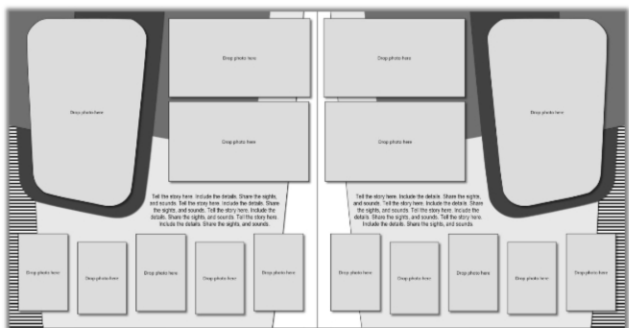 Drop photo here
Drop photo here
Drop photo here
Drop photo here
Tell the story here. Include the details. Share the sights,
and sounds. Tell the story here. Include the details. Share
the sights, and sounds. Tell the story here. Include the
details. Share the sights, and sounds. Tell the story here.
Include the details. Share the sights, and sounds.
Drop photo here
Drop photo here
Drop photo here
Drop photo here
Drop photo here
Drop photo here
Drop photo here
Tell the story here. Include the details. Share the sights,
and sounds. Tell the story here. Include the details. Share
the sights, and sounds. Tell the story here. Include the
details. Share the sights, and sounds. Tell the story here.
Include the details. Share the sights, and sounds
Drop photo here
Drop photo here
Drop photo here
Drop photo here
Drop photo here